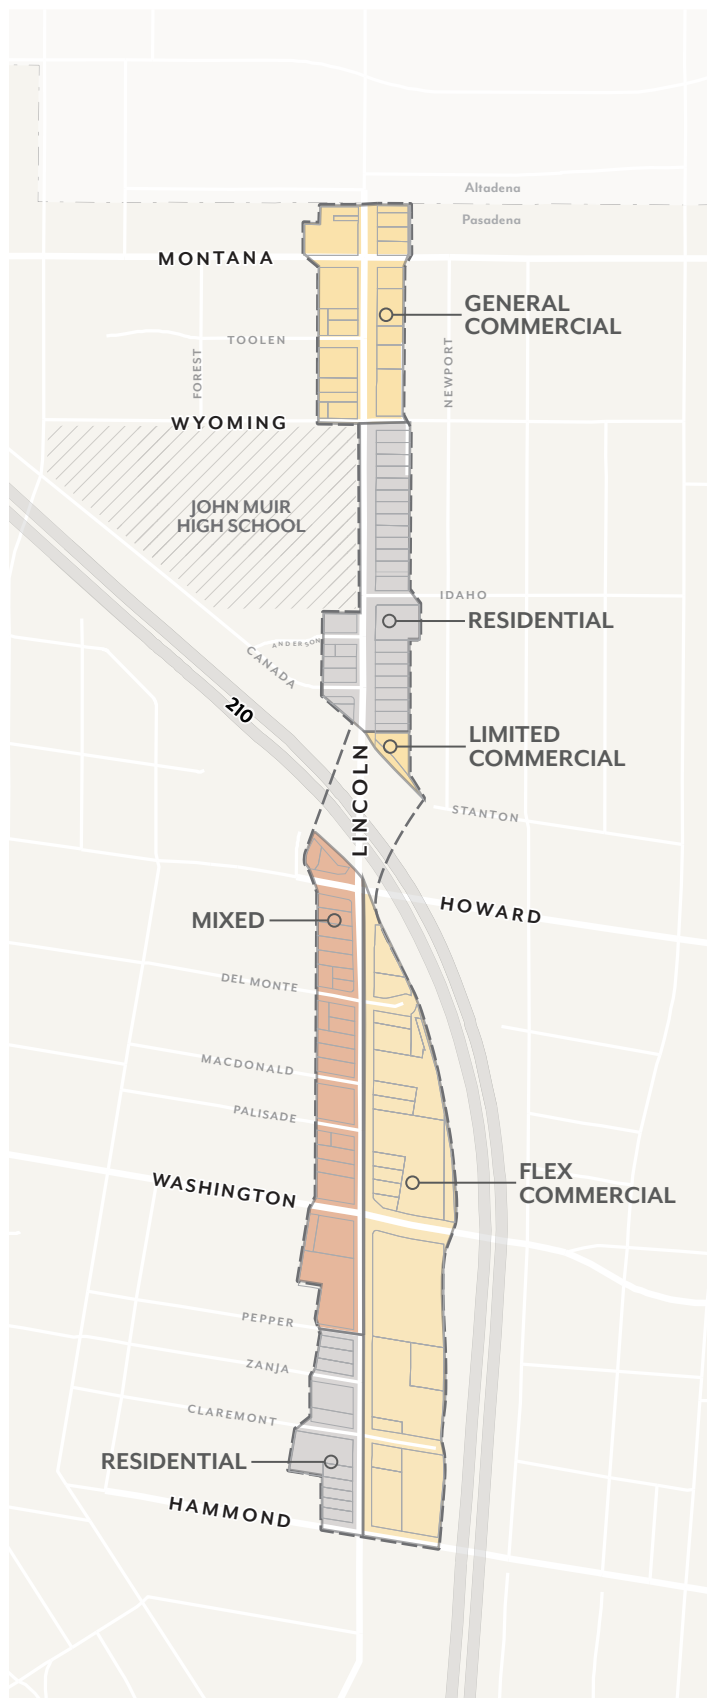 Altadena
Pasadena
MONTANA
GENERAL
COMMERCIAL
TOOLEN
FOREST
NEWPORT
WYOMING
JOHN MUIR
HIGH SCHOOL
IDAHO
RESIDENTIAL
ANDERSON
CANADA
210
LIMITED
COMMERCIAL
LINCOLN
STANTON
HOWARD
MIXED
DEL MONTE
MACDONALD
PALISADE
WASHINGTON
FLEX
COMMERCIAL
PEPPER
ZANJA
CLAREMONT
RESIDENTIAL
HAMMOND